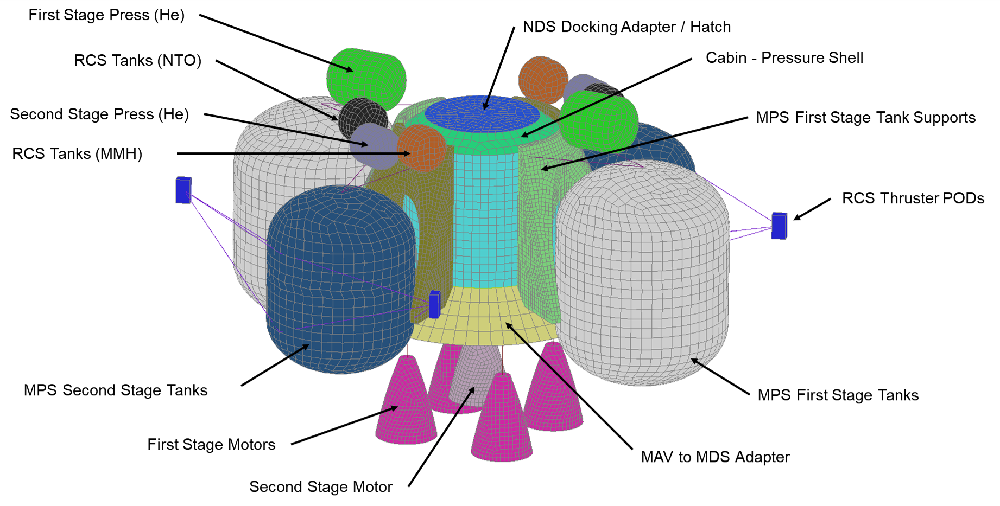 First Stage Press (He)
NDS Docking Adapter / Hatch
RCS Tanks (NTO)
Cabin - Pressure Shell
Second Stage Press (He)
MPS First Stage Tank Supports
RCS Tanks (MMH)
RCS Thruster PODs
MPS Second Stage Tanks
MPS First Stage Tanks
First Stage Motors
MAV to MDS Adapter
Second Stage Motor